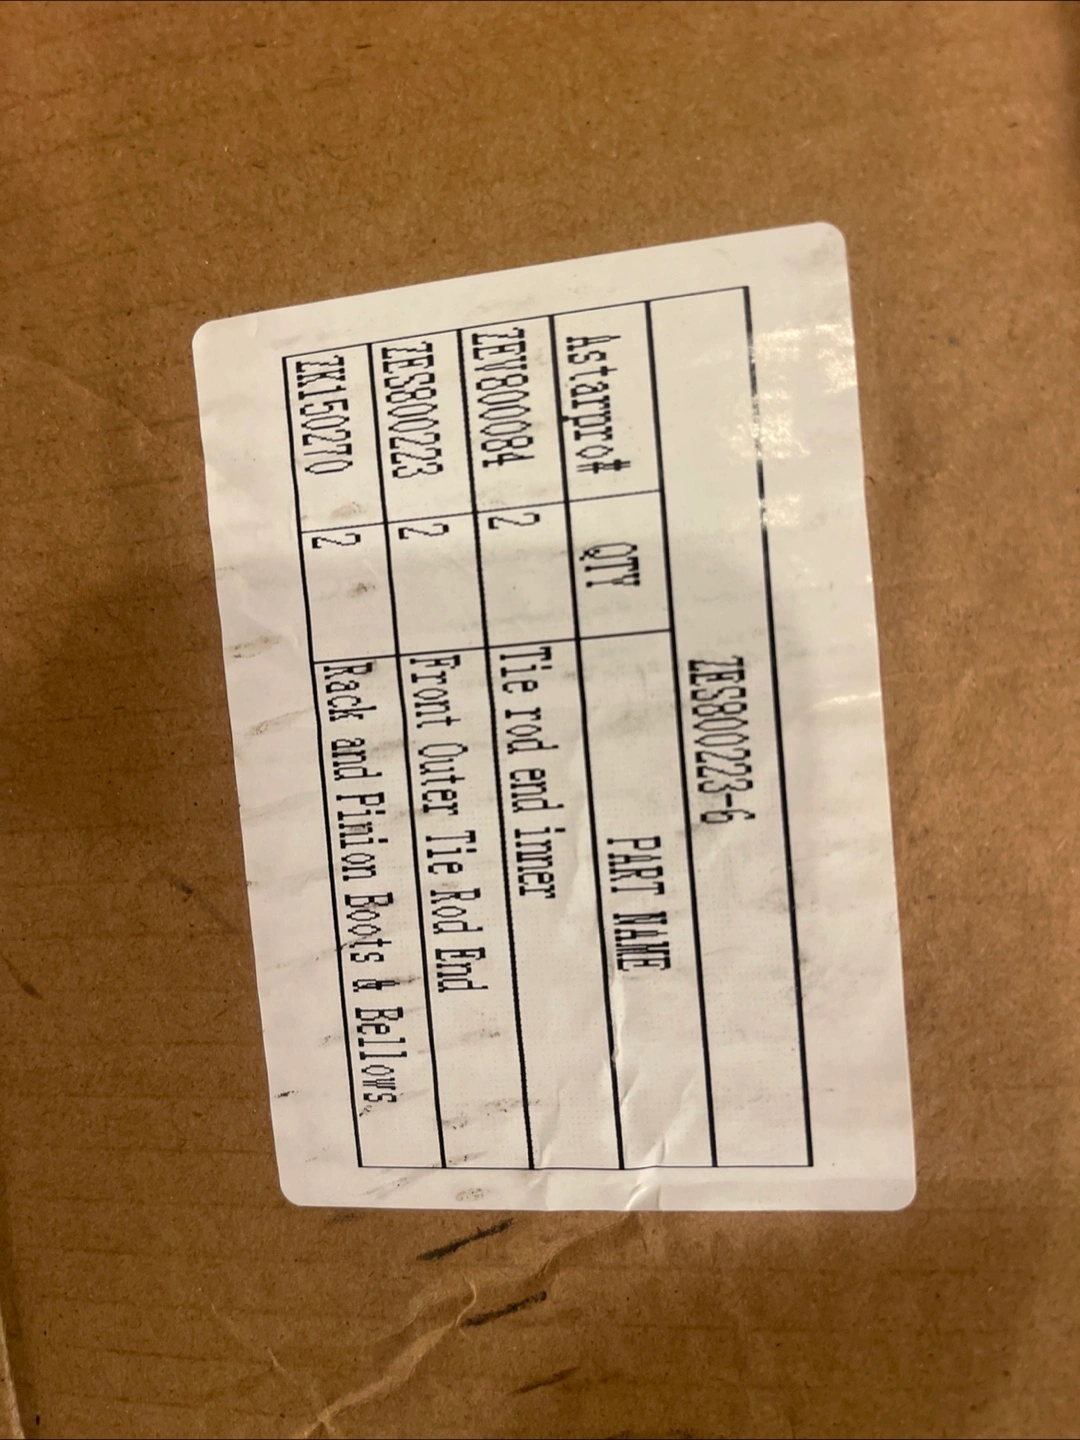 ZES800223-6
Astarpro# QTY PART NAME
ZEV800084 2 Tie rod end inner
ZES800223 2 Front Outer Tie Rod End
ZK150270 2 Rack and Pinion Boots & Bellows